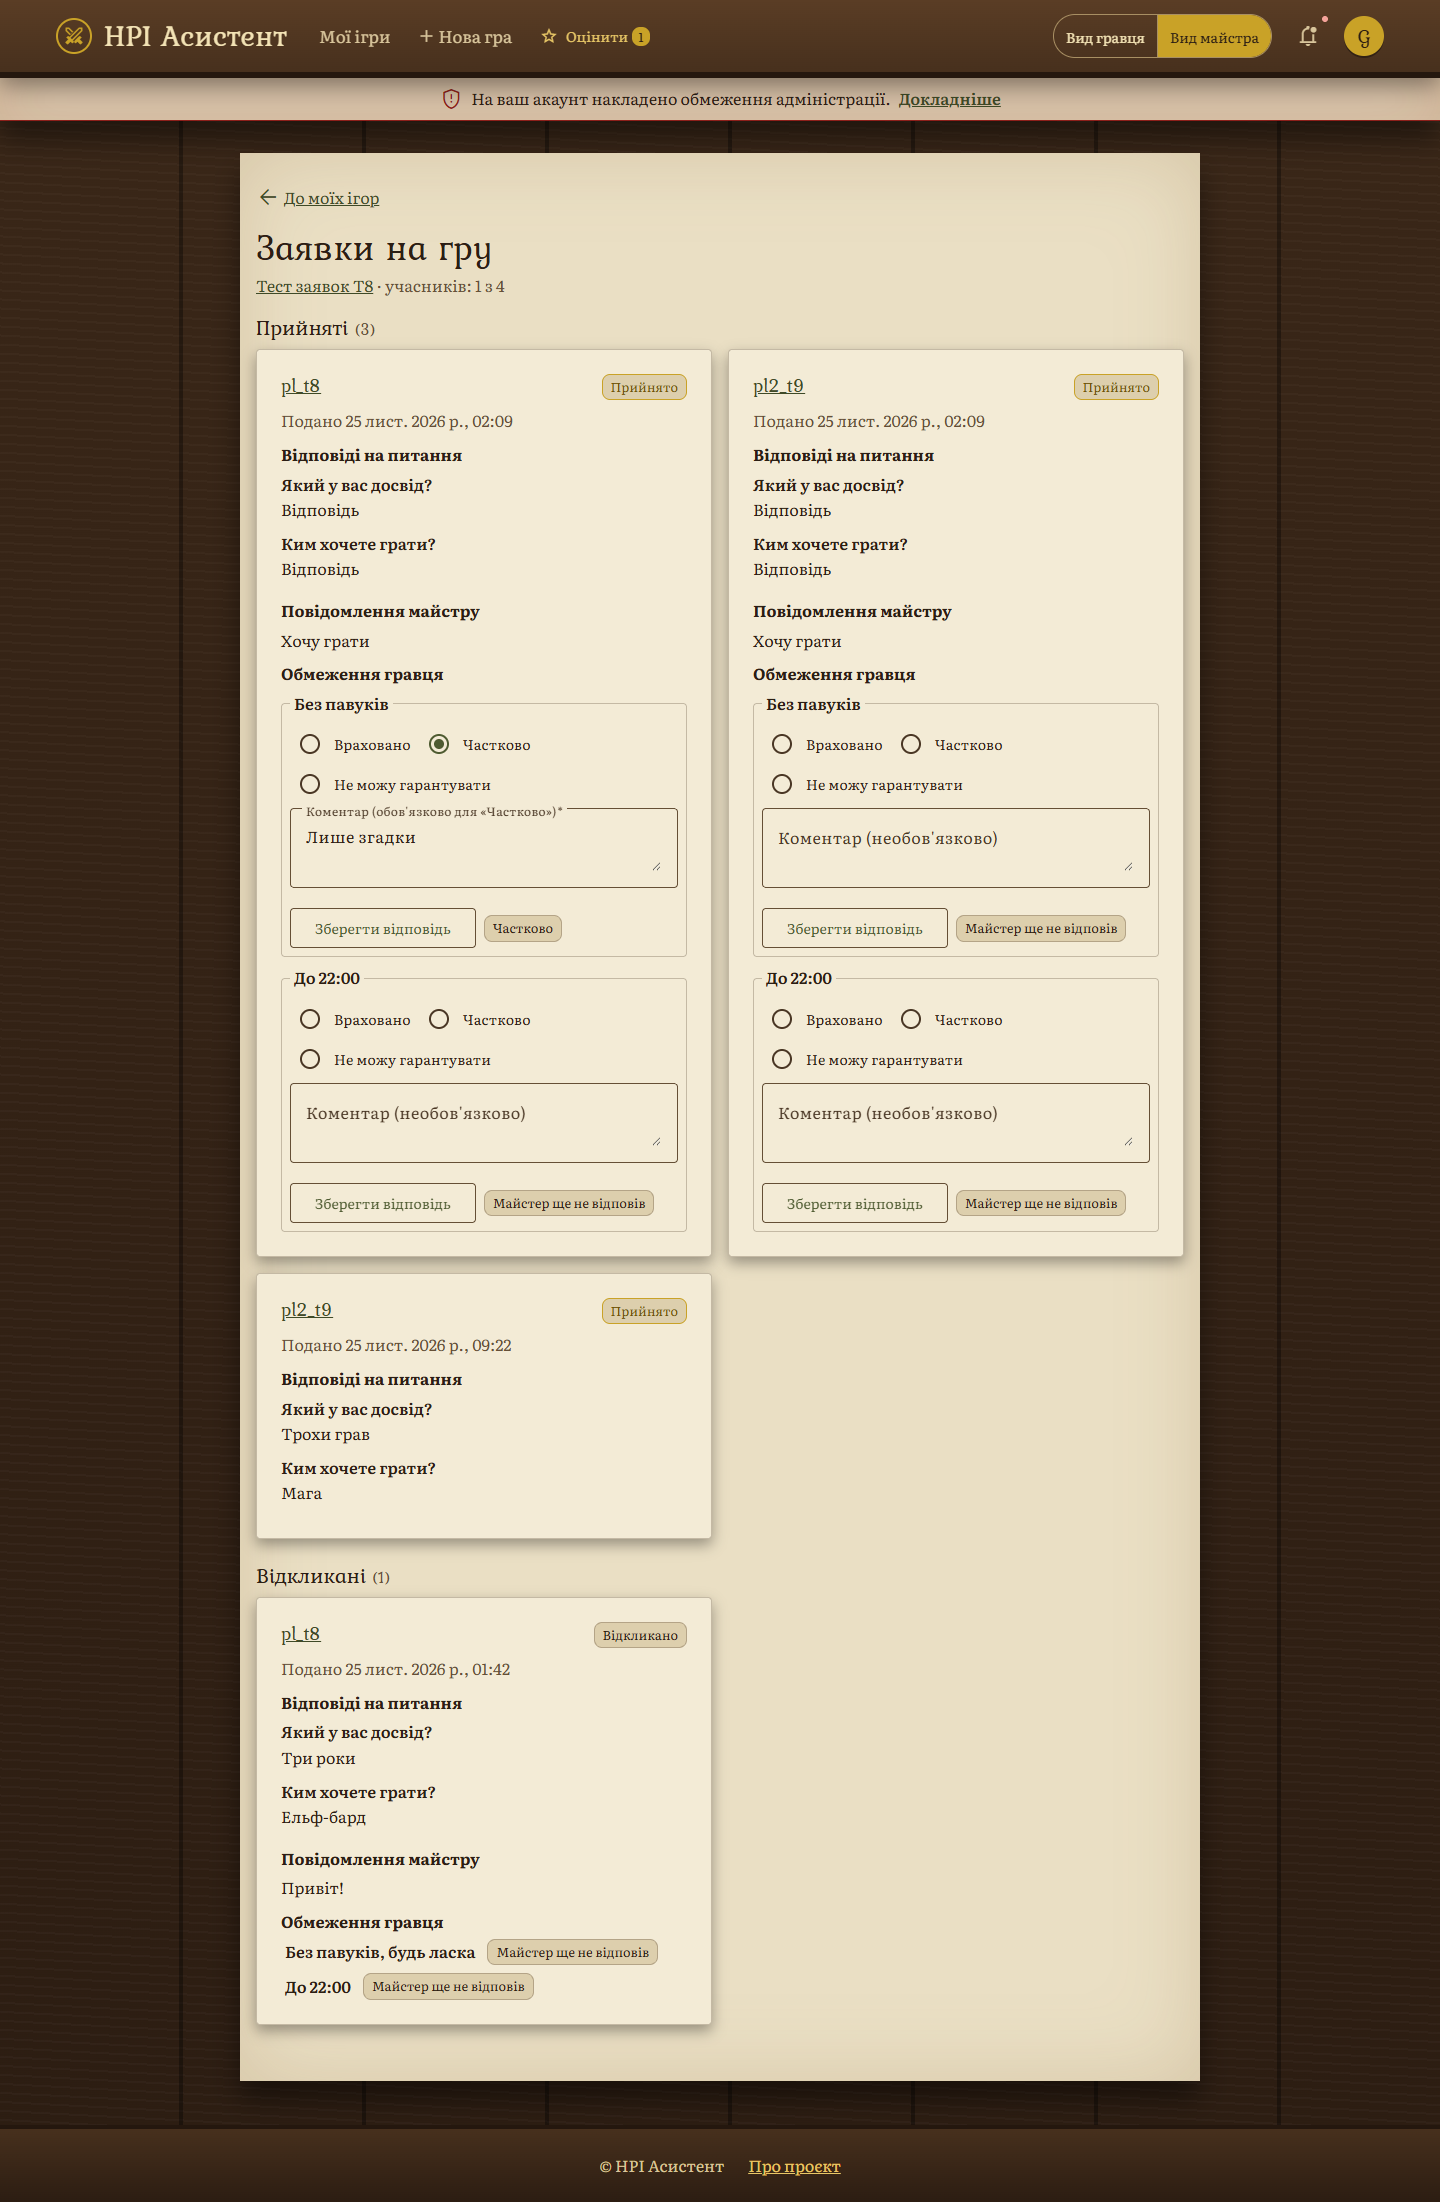 НРІ Асистент
Мої ігри
Нова гра
Оцінити 1
Вид гравця
Вид майстра
G
На ваш акаунт накладено обмеження адміністрації. Докладніше
До моїх ігор
Заявки на гру
Тест заявок Т8 · учасників: 1 з 4
Прийняті (3)
pl_t8
Прийнято
Подано 25 лист. 2026 р., 02:09
Відповіді на питання
Який у вас досвід?
Відповідь
Ким хочете грати?
Відповідь
Повідомлення майстру
Хочу грати
Обмеження гравця
Без павуків
Враховано
Частково
Не можу гарантувати
Коментар (обов'язково для «Частково») *
Лише згадки
Зберегти відповідь
Частково
До 22:00
Враховано
Частково
Не можу гарантувати
Коментар (необов'язково)
Зберегти відповідь
Майстер ще не відповів
pl2_t9
Прийнято
Подано 25 лист. 2026 р., 02:09
Відповіді на питання
Який у вас досвід?
Відповідь
Ким хочете грати?
Відповідь
Повідомлення майстру
Хочу грати
Обмеження гравця
Без павуків
Враховано
Частково
Не можу гарантувати
Коментар (необов'язково)
Зберегти відповідь
Майстер ще не відповів
До 22:00
Враховано
Частково
Не можу гарантувати
Коментар (необов'язково)
Зберегти відповідь
Майстер ще не відповів
pl2_t9
Прийнято
Подано 25 лист. 2026 р., 09:22
Відповіді на питання
Який у вас досвід?
Трохи грав
Ким хочете грати?
Мага
Відкликані (1)
pl_t8
Відкликано
Подано 25 лист. 2026 р., 01:42
Відповіді на питання
Який у вас досвід?
Три роки
Ким хочете грати?
Ельф-бард
Повідомлення майстру
Привіт!
Обмеження гравця
Без павуків, будь ласка
Майстер ще не відповів
До 22:00
Майстер ще не відповів
© НРІ Асистент
Про проєкт